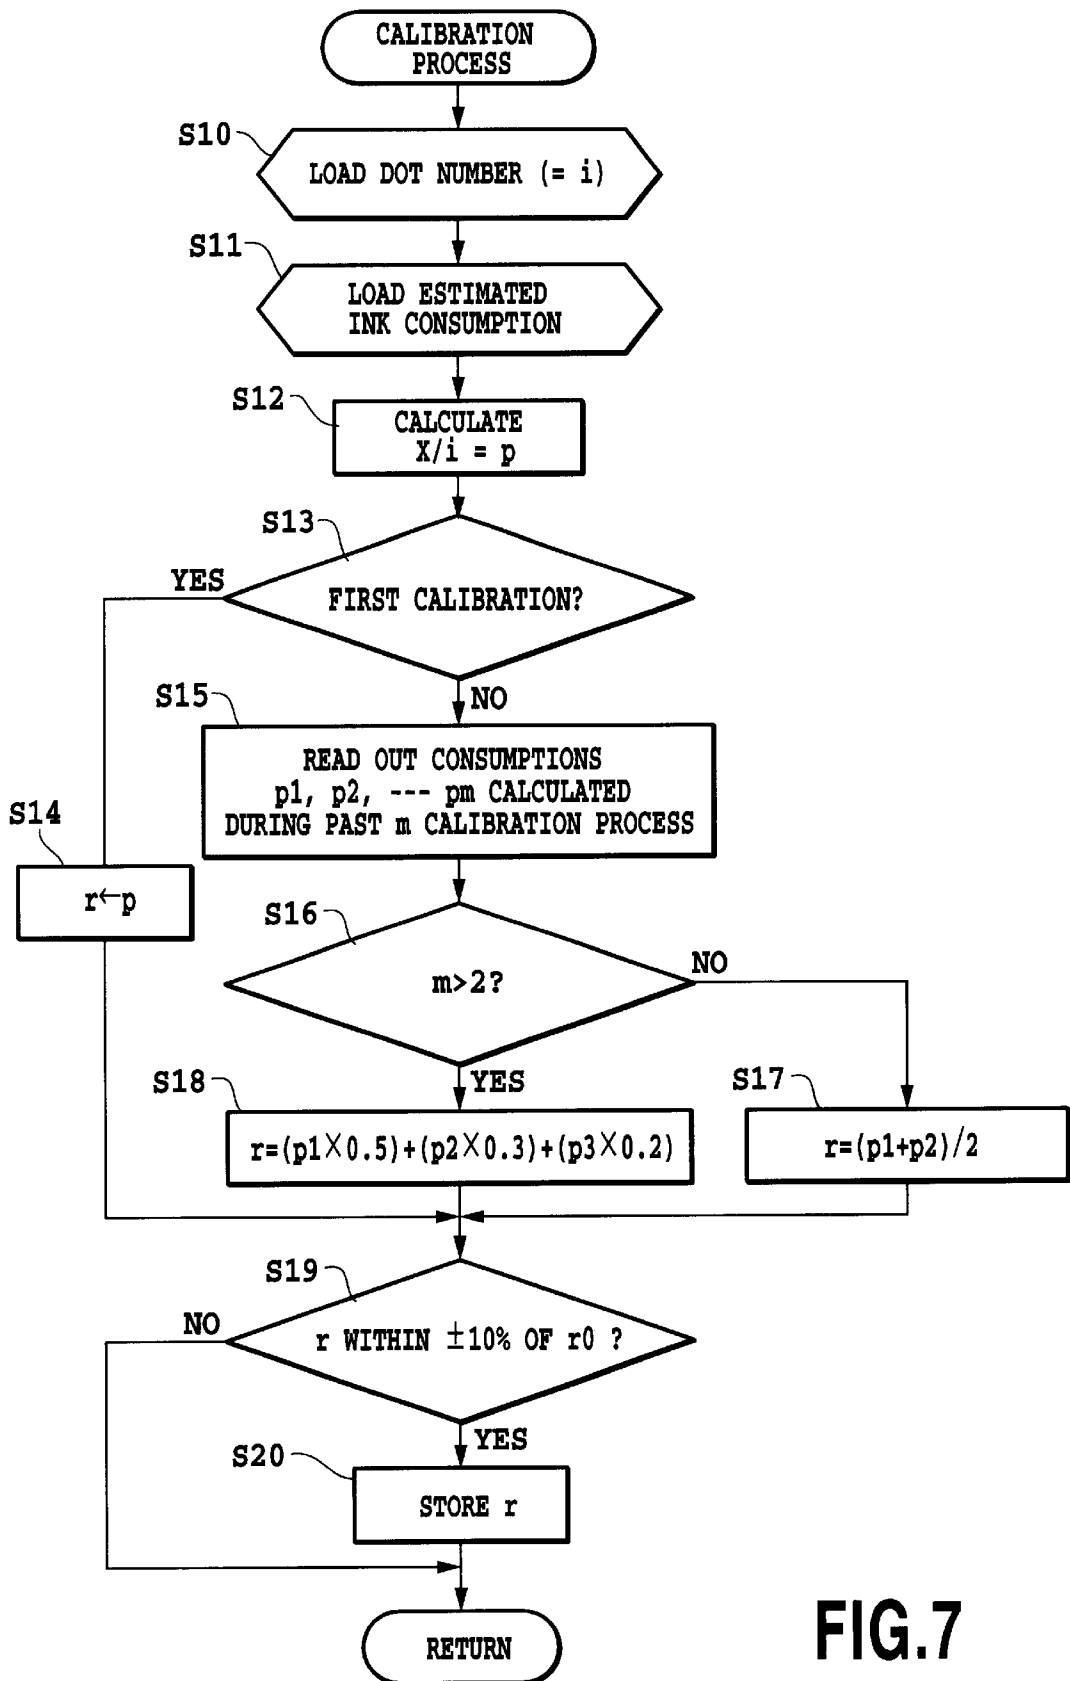 CALIBRATION
PROCESS
S10
LOAD DOT NUMBER (= i)
S11
LOAD ESTIMATED
INK CONSUMPTION
S12
CALCULATE
X/i = p
S13
YES
FIRST CALIBRATION?
NO
S15
READ OUT CONSUMPTIONS
p1, p2, --- pm CALCULATED
DURING PAST m CALIBRATION PROCESS
S14
r←p
S16
m>2?
NO
YES
S18
r=(p1×0.5)+(p2×0.3)+(p3×0.2)
S17
r=(p1+p2)/2
S19
NO
r WITHIN ±10% OF r0 ?
YES
S20
STORE r
RETURN
FIG.7